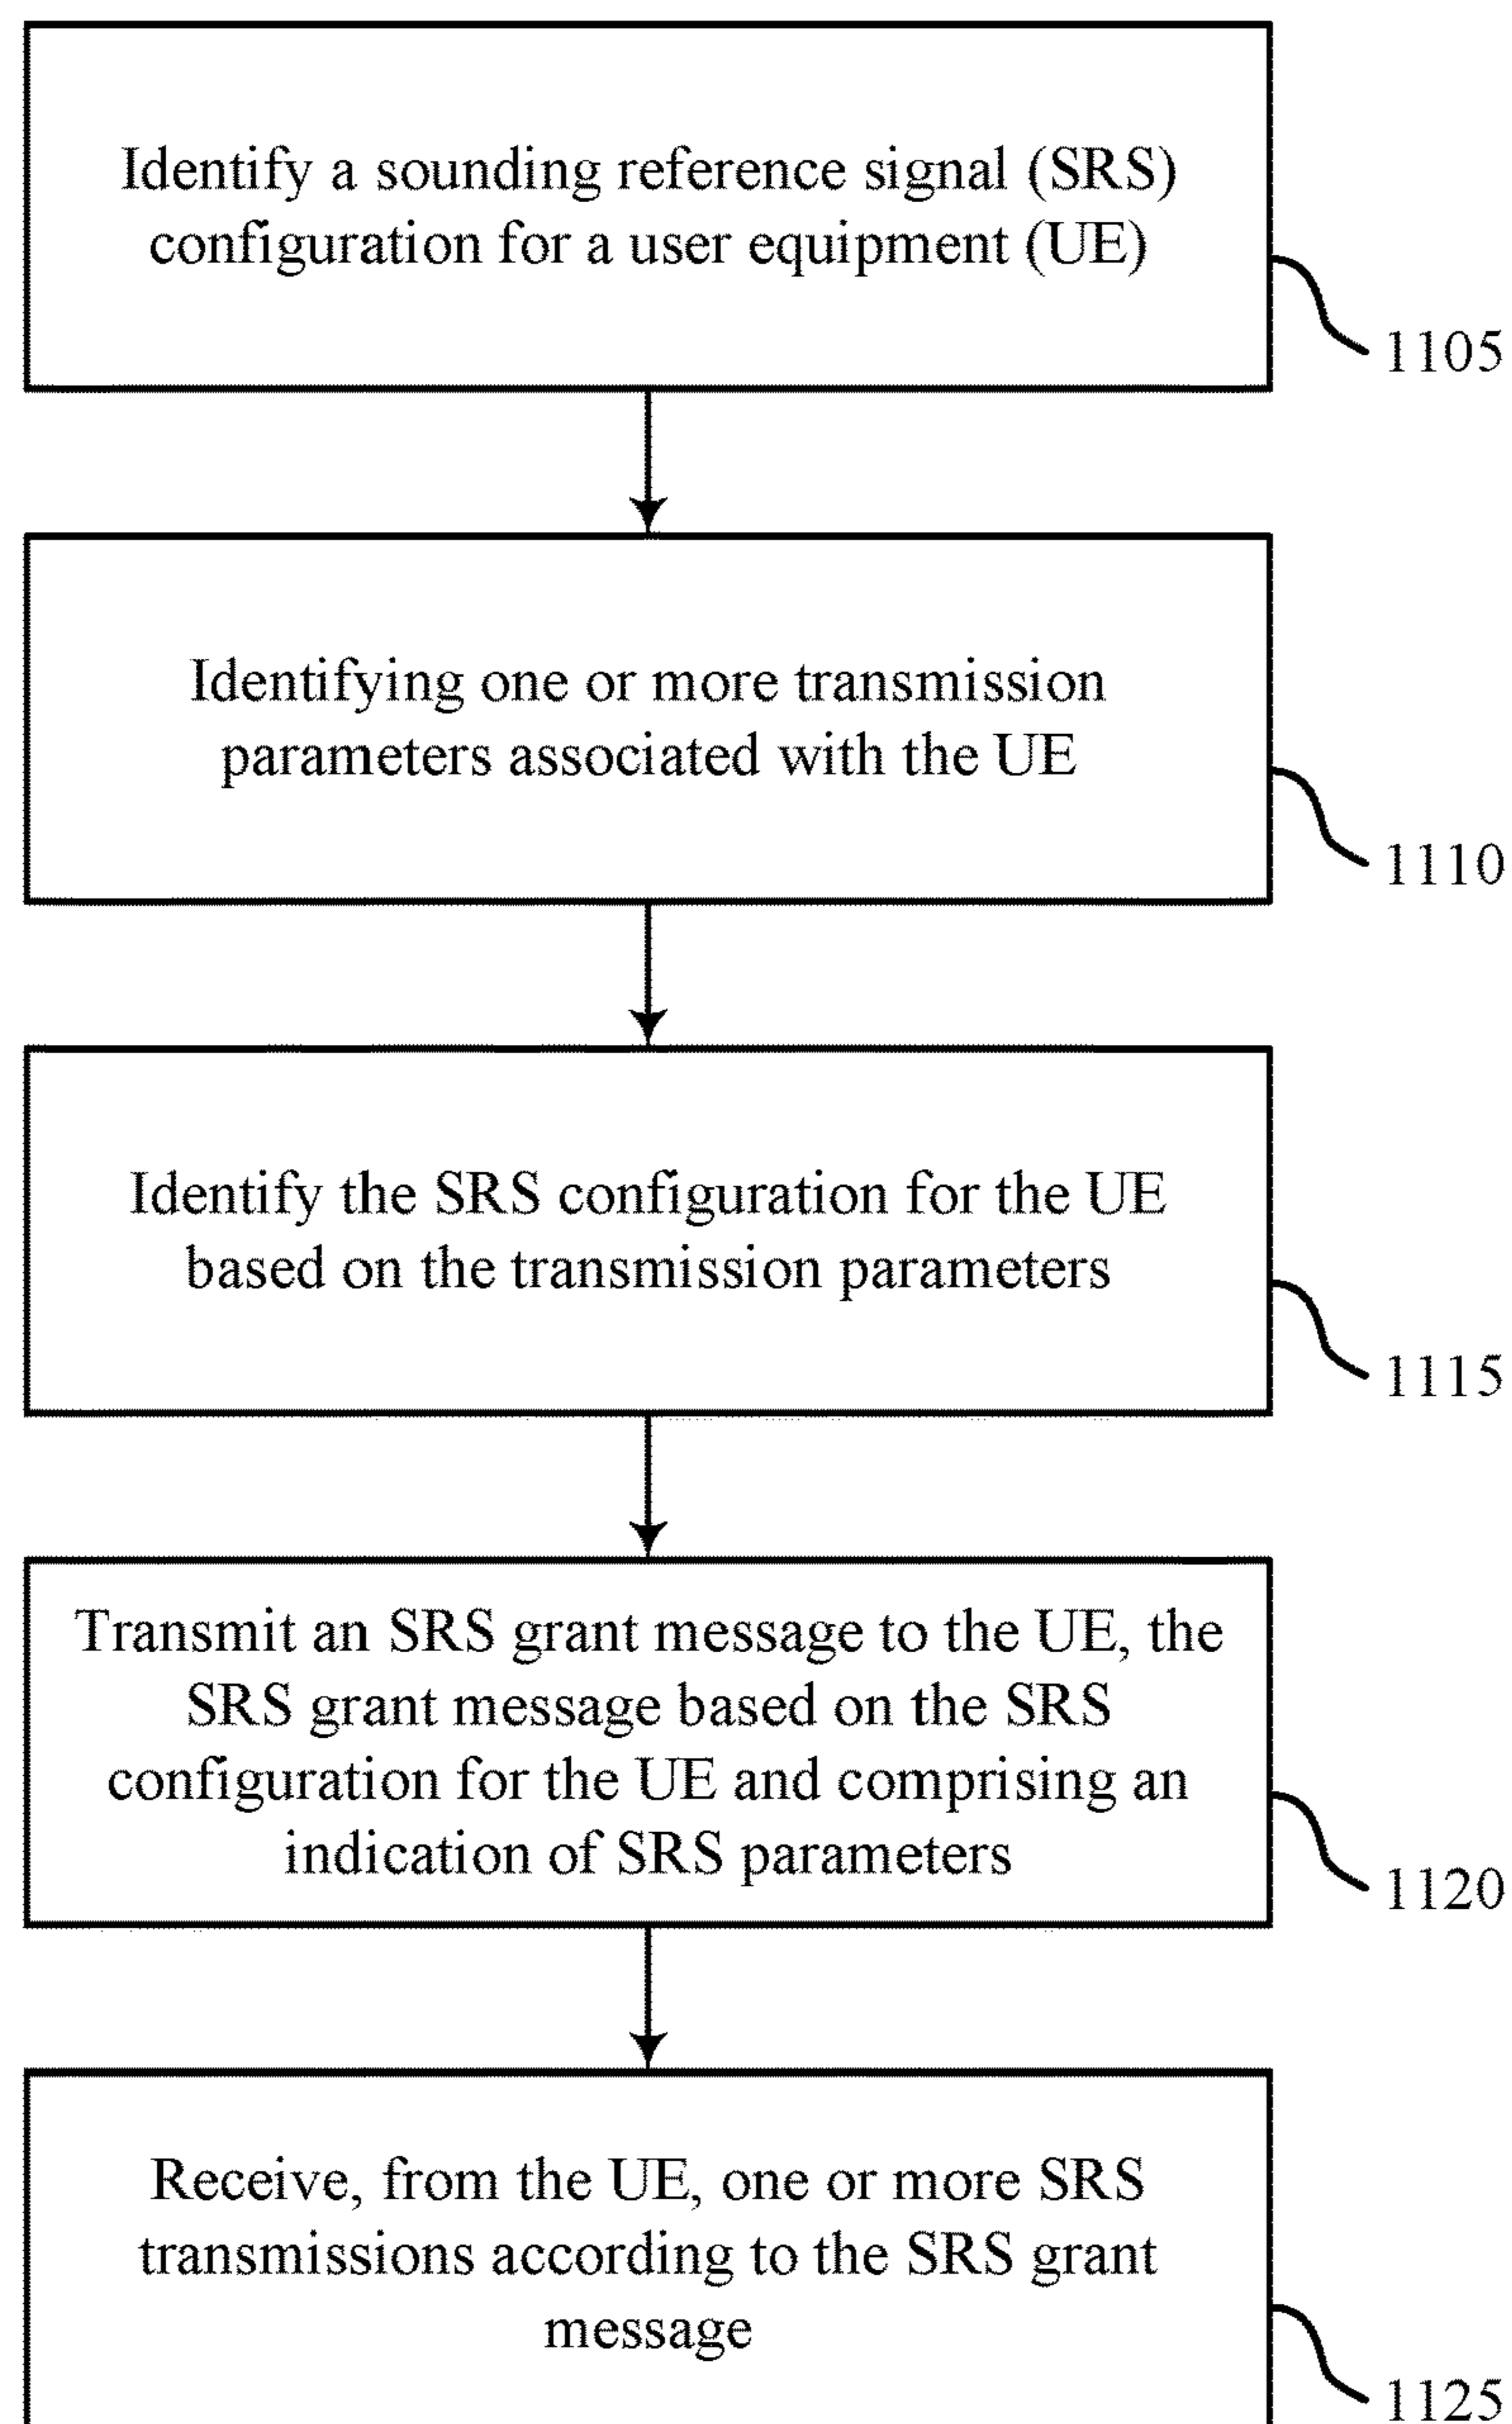 Identify a sounding reference signal (SRS)
configuration for a user equipment (UE)
1105
Identifying one or more transmission
parameters associated with the UE
1110
Identify the SRS configuration for the UE
based on the transmission parameters
1115
Transmit an SRS grant message to the UE, the
SRS grant message based on the SRS
configuration for the UE and comprising an
indication of SRS parameters
1120
Receive, from the UE, one or more SRS
transmissions according to the SRS grant
message
1125